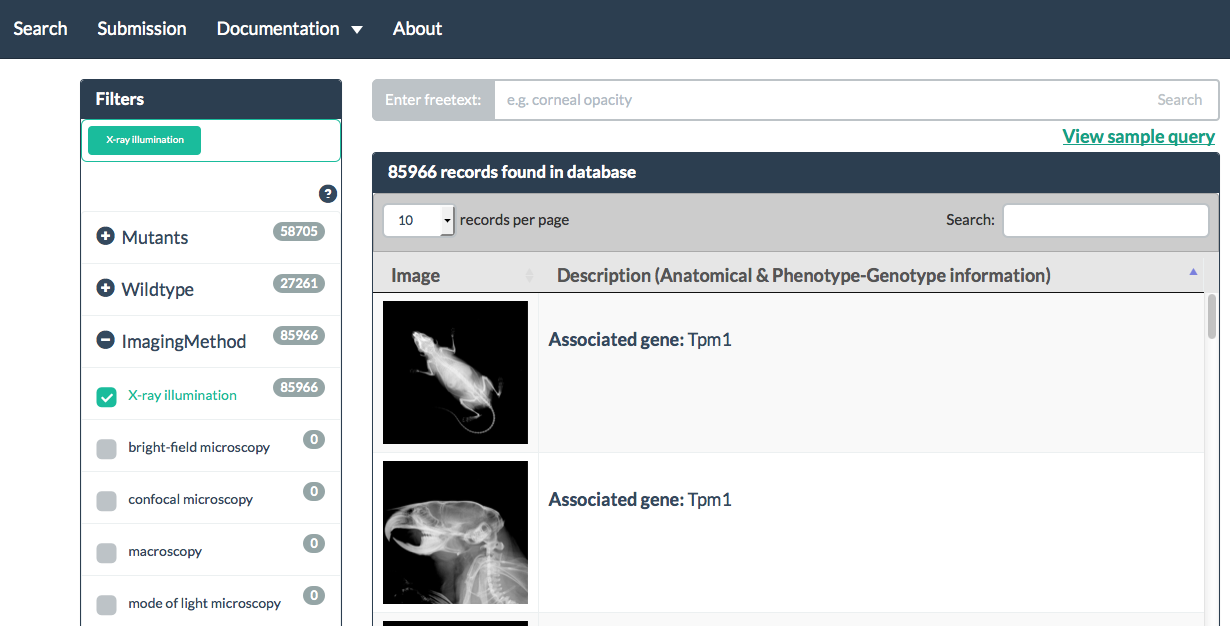 Search Submission Documentation About
Filters
X-ray illumination
?
Mutants 58705
Wildtype 27261
ImagingMethod 85966
X-ray illumination 85966
bright-field microscopy 0
confocal microscopy 0
macroscopy 0
mode of light microscopy 0
Enter freetext: e.g. corneal opacity Search
View sample query
85966 records found in database
10 records per page Search:
Image Description (Anatomical & Phenotype-Genotype information)
Associated gene: Tpm1
Associated gene: Tpm1